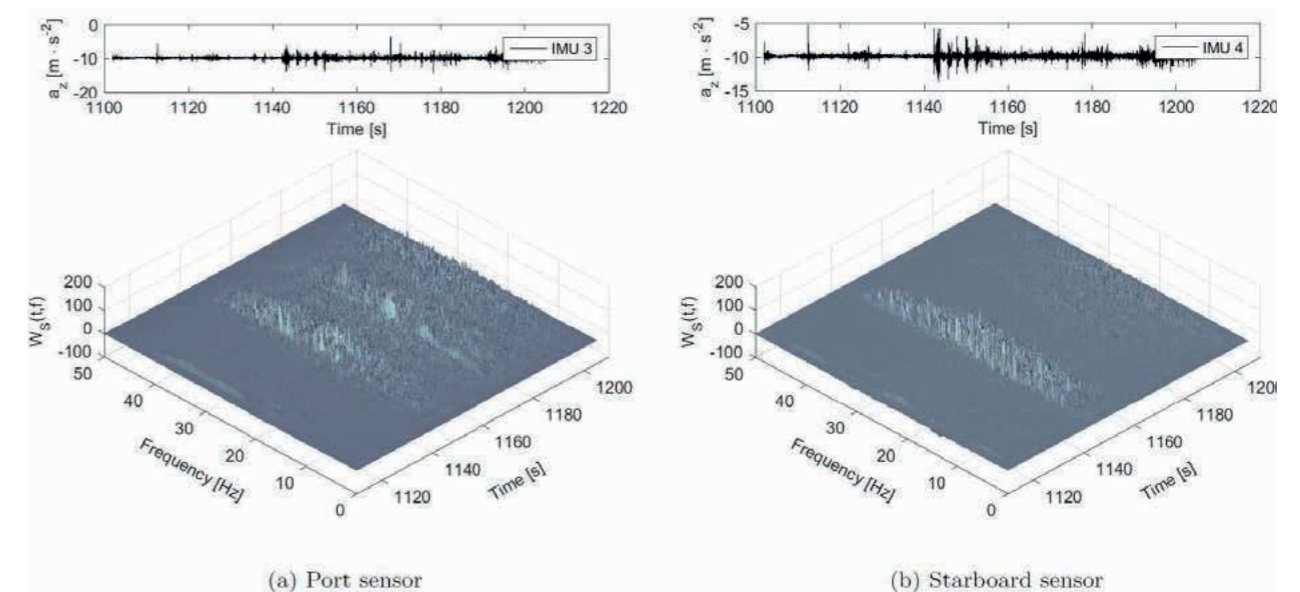 0
-10
-20
a_z [m · s⁻²]
IMU 3
1100 1120 1140 1160 1180 1200 1220
Time [s]
200
100
0
-100
W_S(t,f)
50
40
30
20
10
0
Frequency [Hz]
1120
1140
1160
1180
1200
Time [s]
(a) Port sensor
-5
-10
-15
a_z [m · s⁻²]
IMU 4
1100 1120 1140 1160 1180 1200 1220
Time [s]
200
100
0
-100
W_S(t,f)
50
40
30
20
10
0
Frequency [Hz]
1120
1140
1160
1180
120
Time [s]
(b) Starboard sensor